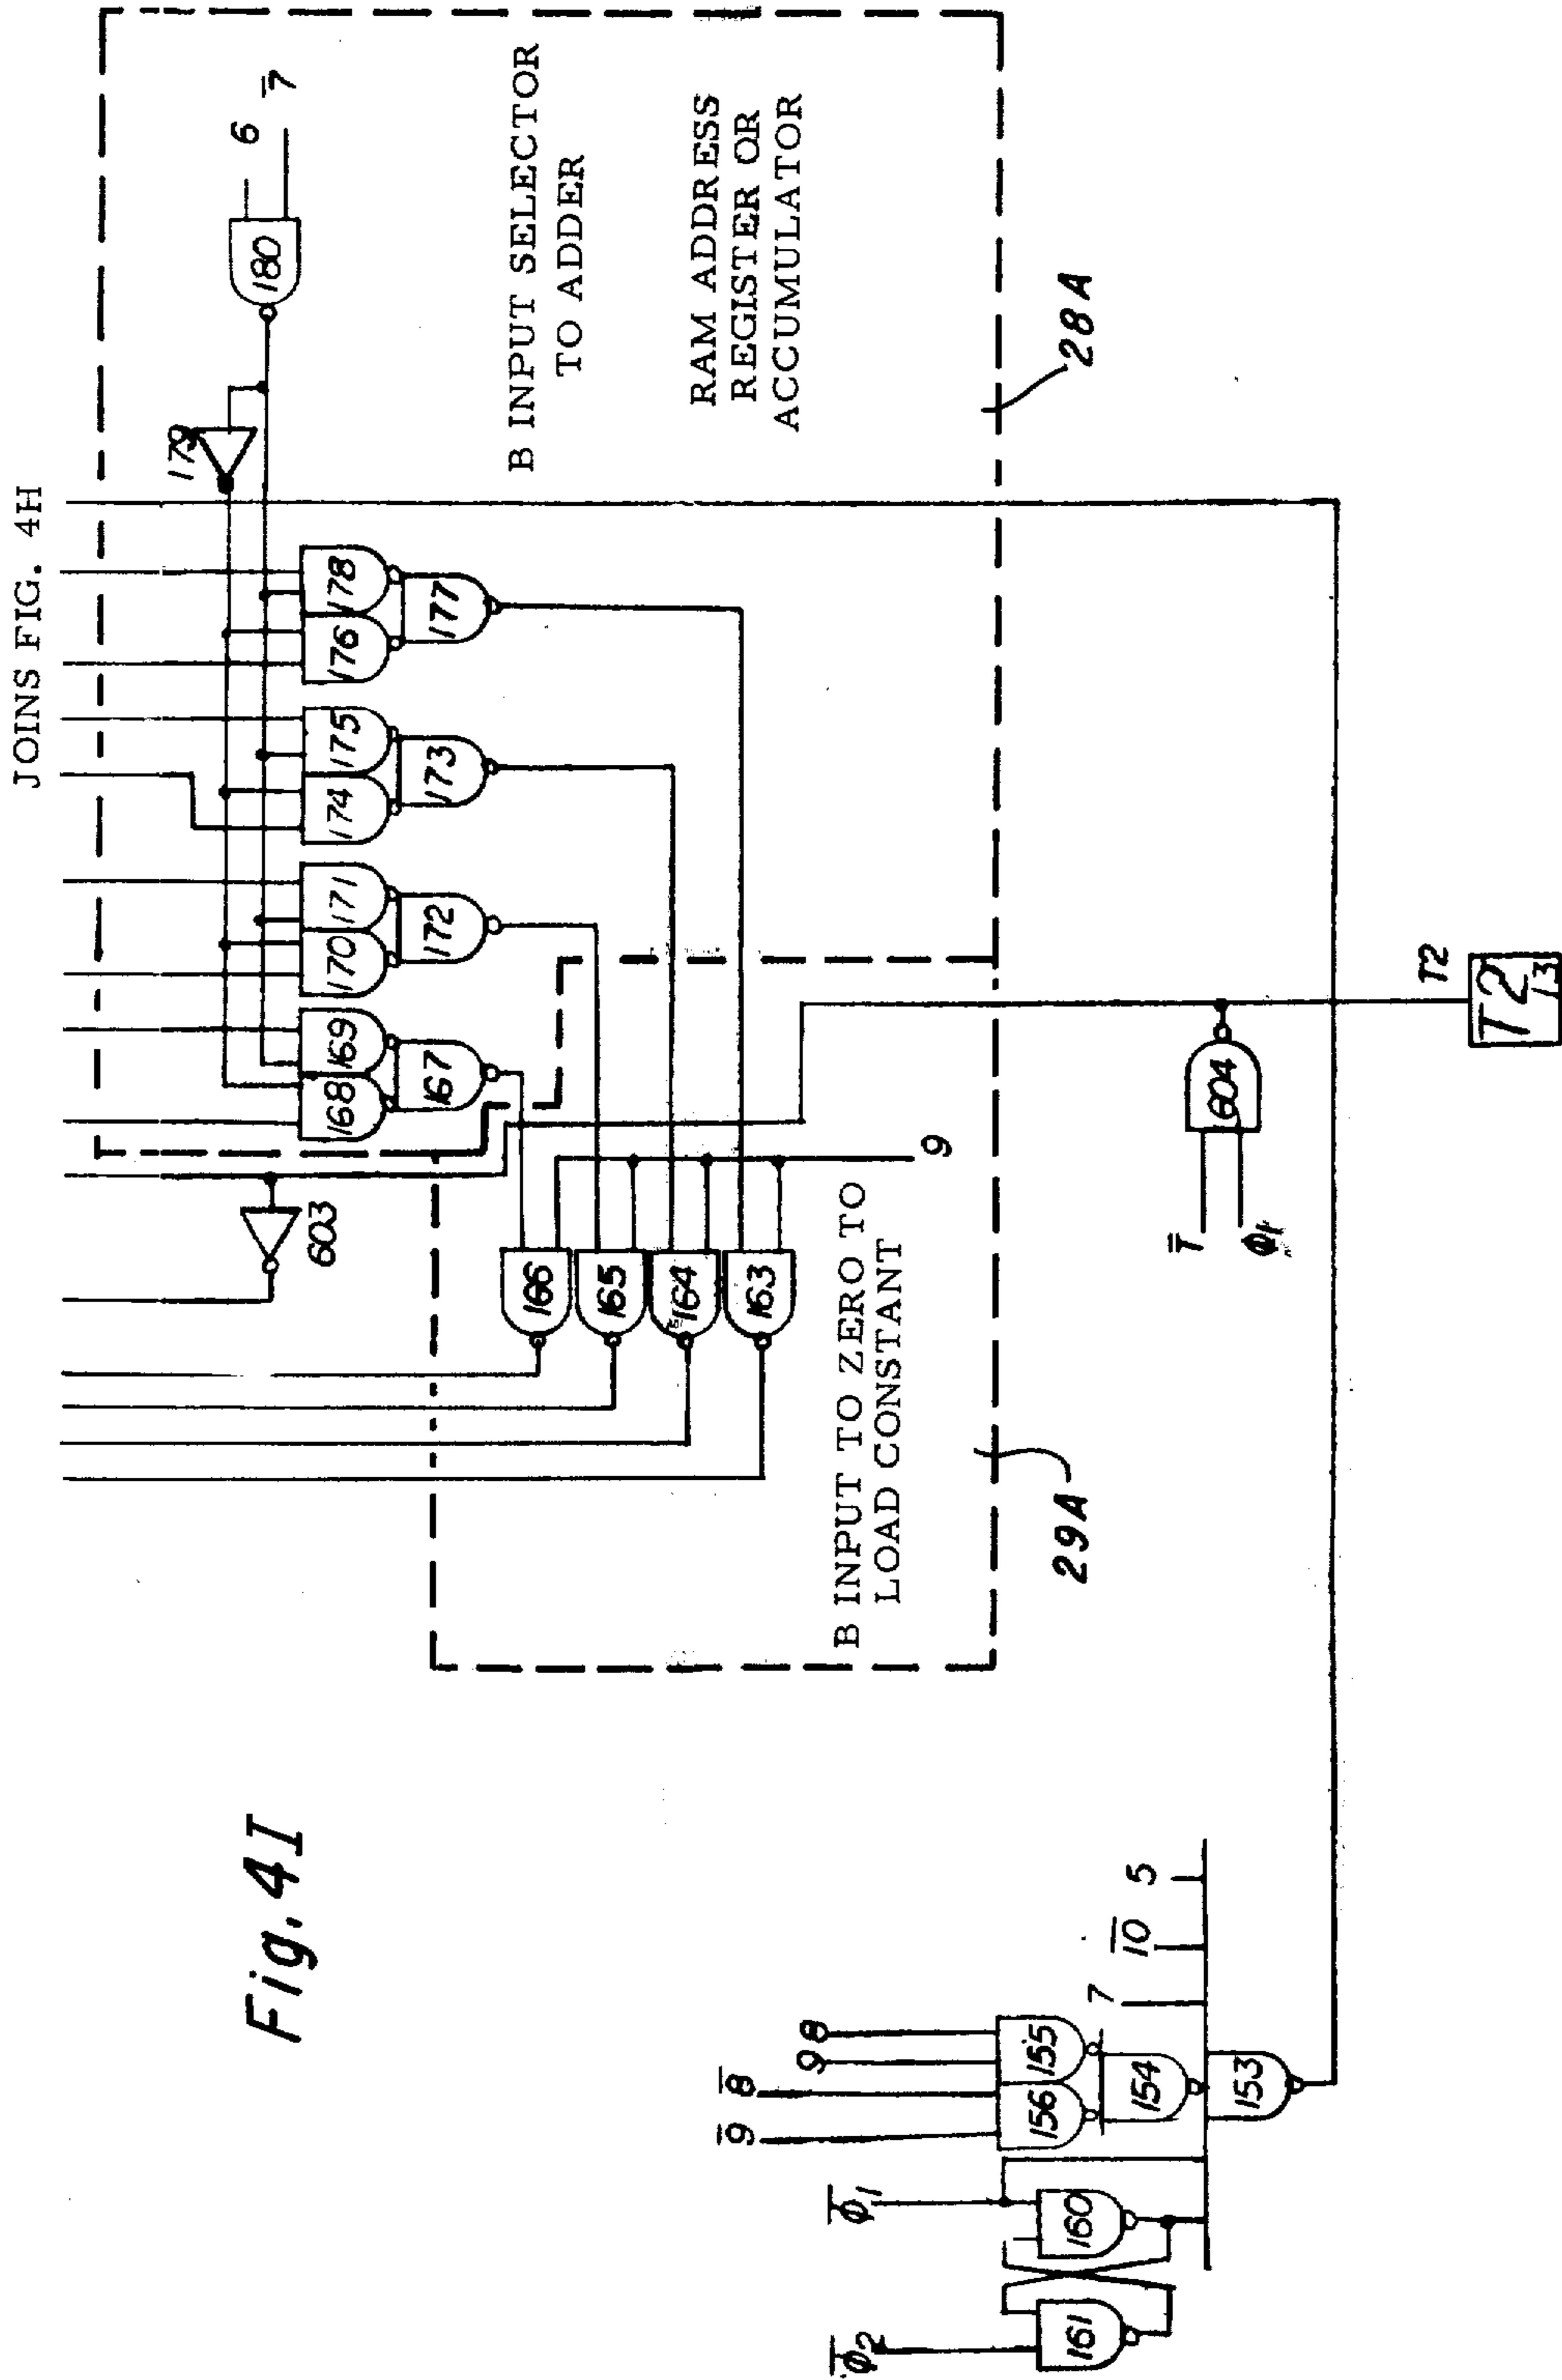 JOINS FIG. 4H
6
7
180
179
B INPUT SELECTOR
TO ADDER
RAM ADDRESS
REGISTER OR
ACCUMULATOR
28A
168
169
170
171
174
175
176
178
167
172
173
177
603
166
165
164
163
9
B INPUT TO ZERO TO
LOAD CONSTANT
29A
604
1
Φ1
T2
T2
13
Fig. 4I
Φ2
Φ1
9
8
9
8
7
10
5
161
160
156
155
154
153